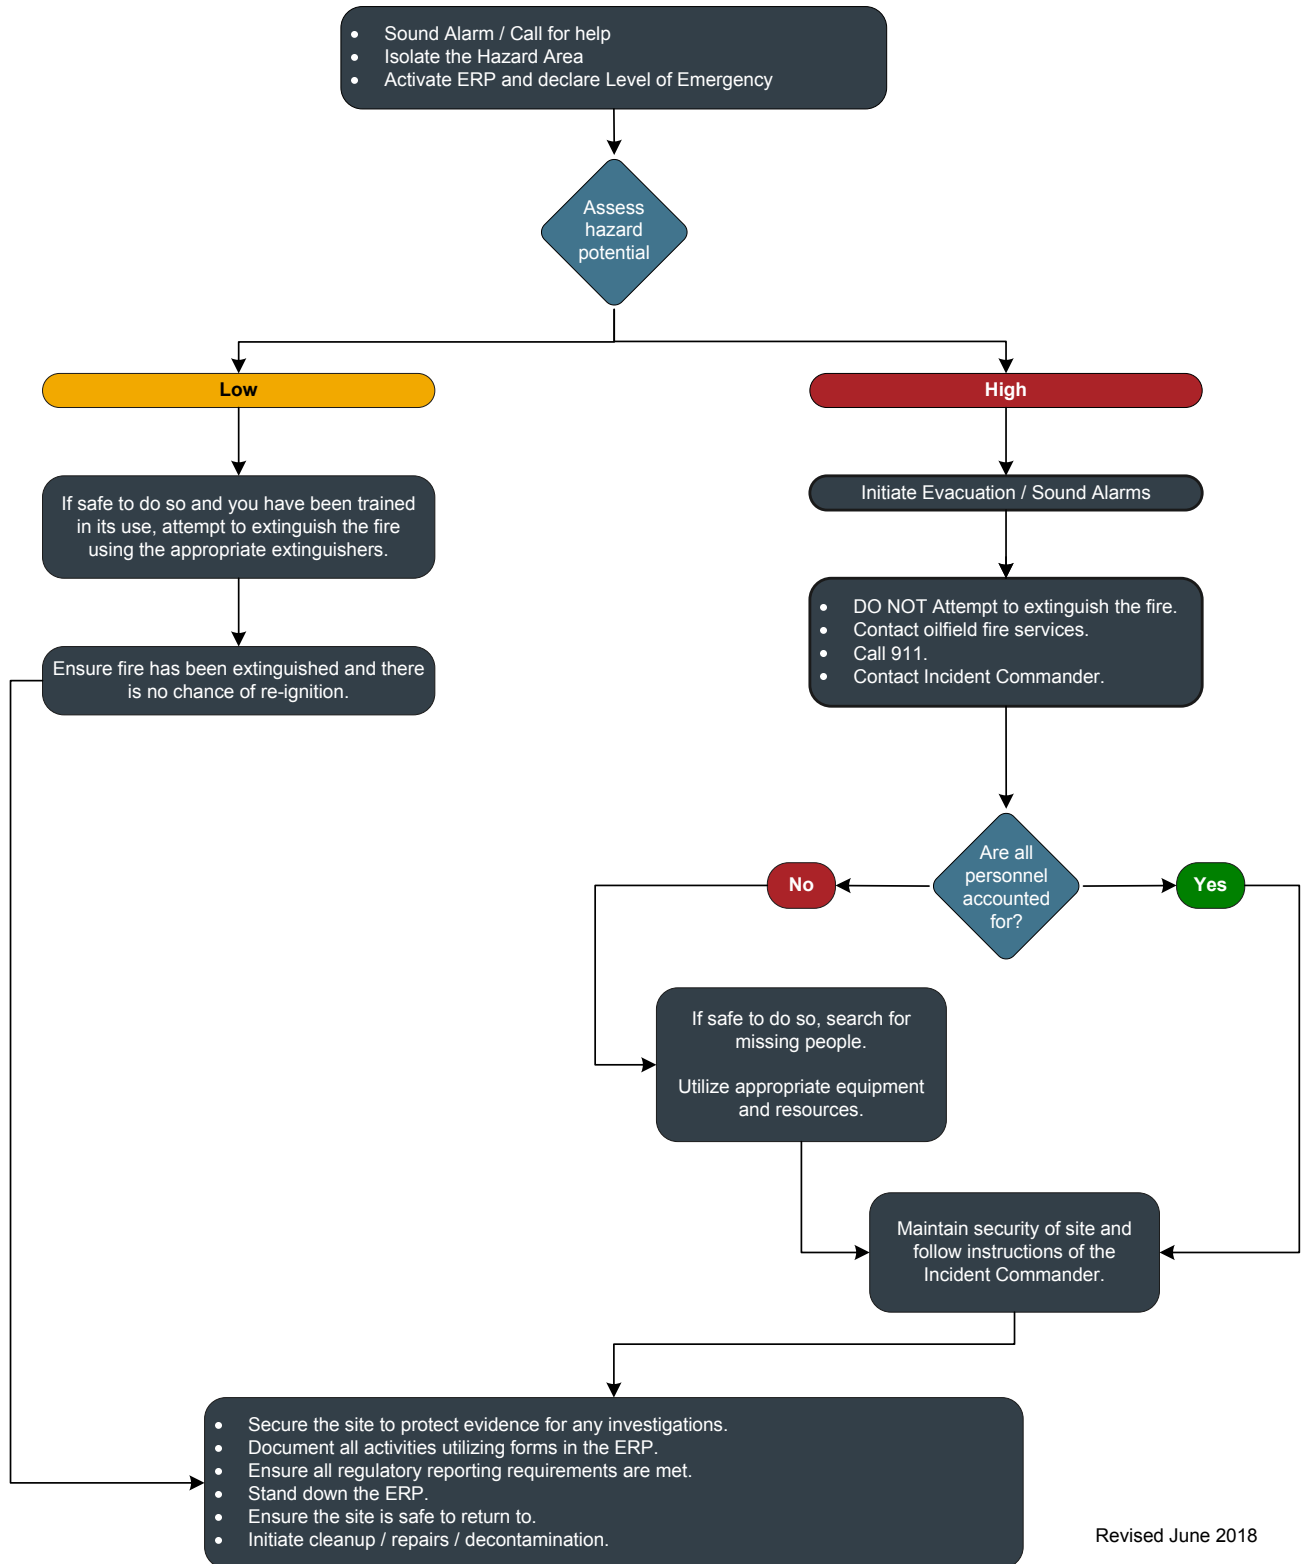 • Sound Alarm / Call for help
• Isolate the Hazard Area
• Activate ERP and declare Level of Emergency
Assess
hazard
potential
Low
High
If safe to do so and you have been trained
in its use, attempt to extinguish the fire
using the appropriate extinguishers.
Initiate Evacuation / Sound Alarms
Ensure fire has been extinguished and there
is no chance of re-ignition.
• DO NOT Attempt to extinguish the fire.
• Contact oilfield fire services.
• Call 911.
• Contact Incident Commander.
Are all
personnel
accounted
for?
No
Yes
If safe to do so, search for
missing people.
Utilize appropriate equipment
and resources.
Maintain security of site and
follow instructions of the
Incident Commander.
• Secure the site to protect evidence for any investigations.
• Document all activities utilizing forms in the ERP.
• Ensure all regulatory reporting requirements are met.
• Stand down the ERP.
• Ensure the site is safe to return to.
• Initiate cleanup / repairs / decontamination.
Revised June 2018